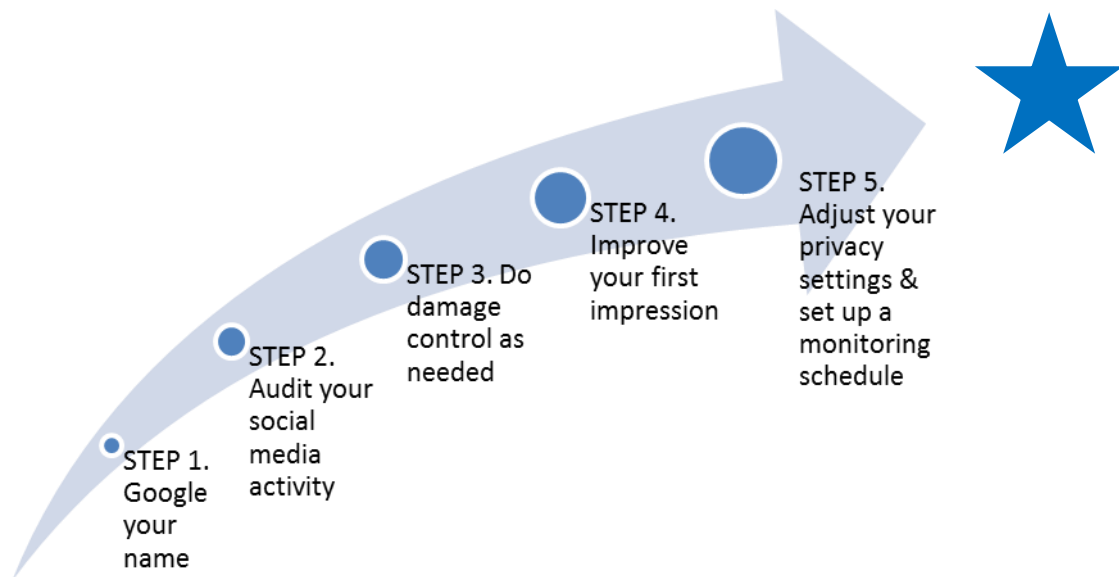 STEP 1.
Google
your
name
STEP 2.
Audit your
social
media
activity
STEP 3. Do
damage
control as
needed
STEP 4.
Improve
your first
impression
STEP 5.
Adjust your
privacy
settings &
set up a
monitoring
schedule